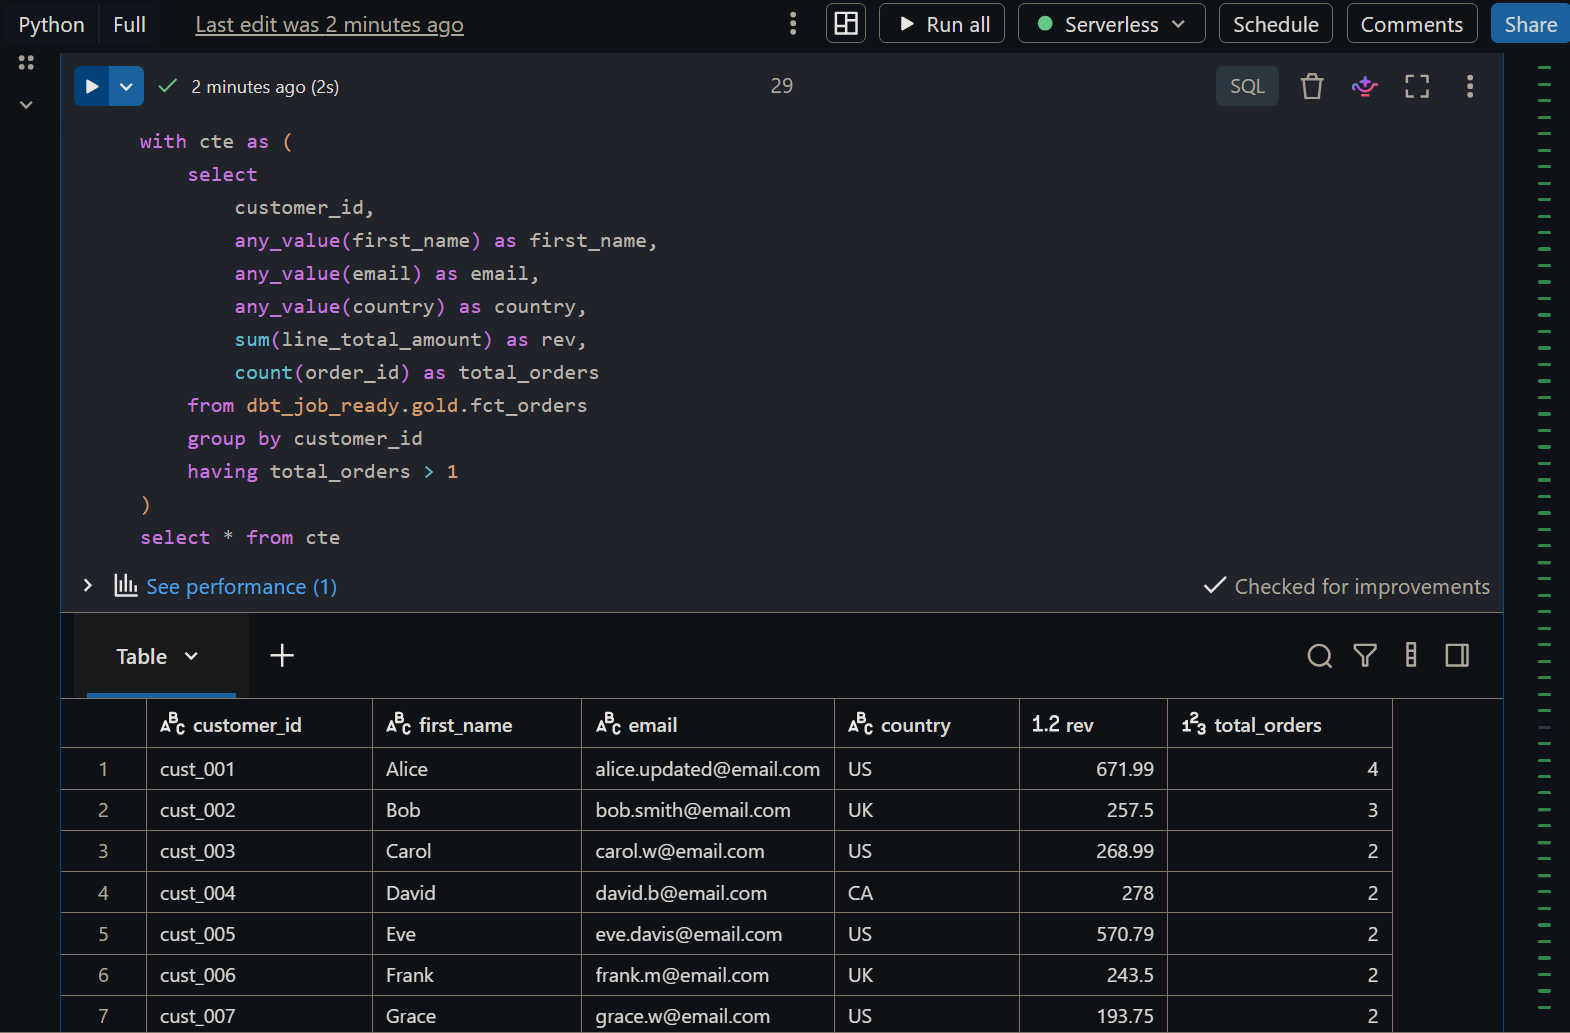 Python Full Last edit was 2 minutes ago Run all Serverless Schedule Comments Share
2 minutes ago (2s) 29 SQL
with cte as (
select
customer_id,
any_value(first_name) as first_name,
any_value(email) as email,
any_value(country) as country,
sum(line_total_amount) as rev,
count(order_id) as total_orders
from dbt_job_ready.gold.fct_orders
group by customer_id
having total_orders > 1
)
select * from cte
See performance (1) Checked for improvements
Table
customer_id first_name email country 1.2 rev total_orders
1 cust_001 Alice alice.updated@email.com US 671.99 4
2 cust_002 Bob bob.smith@email.com UK 257.5 3
3 cust_003 Carol carol.w@email.com US 268.99 2
4 cust_004 David david.b@email.com CA 278 2
5 cust_005 Eve eve.davis@email.com US 570.79 2
6 cust_006 Frank frank.m@email.com UK 243.5 2
7 cust_007 Grace grace.w@email.com US 193.75 2